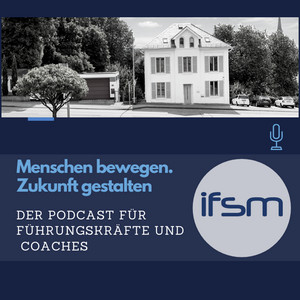 Menschen bewegen.
Zukunft gestalten
DER PODCAST FÜR
FÜHRUNGSKRÄFTE UND
COACHES
ifsm